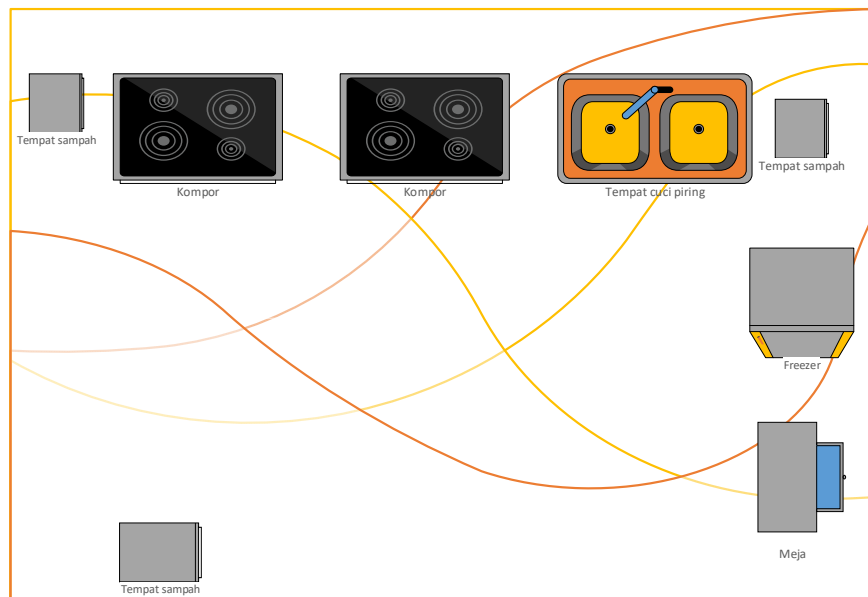 Tempat sampah
Kompor
Kompor
Tempat cuci piring
Tempat sampah
Freezer
Meja
Tempat sampah